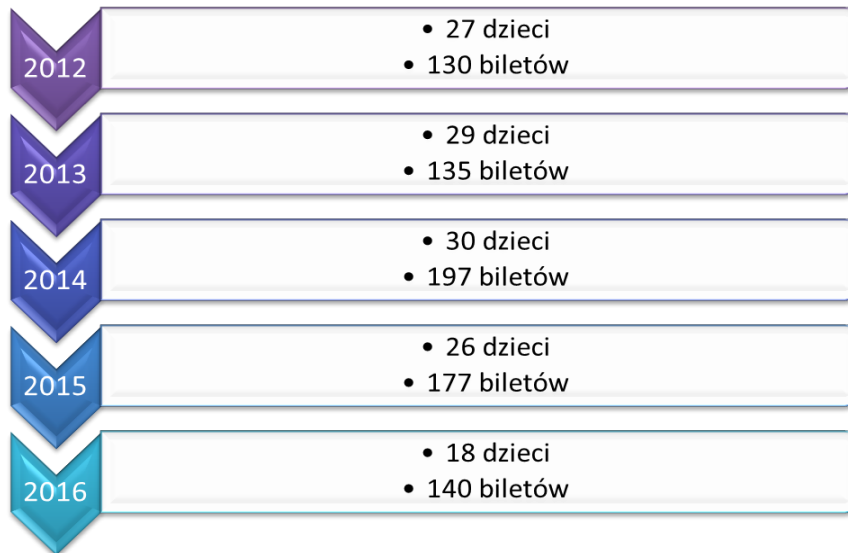 2012
• 27 dzieci
• 130 biletów
2013
• 29 dzieci
• 135 biletów
2014
• 30 dzieci
• 197 biletów
2015
• 26 dzieci
• 177 biletów
2016
• 18 dzieci
• 140 biletów